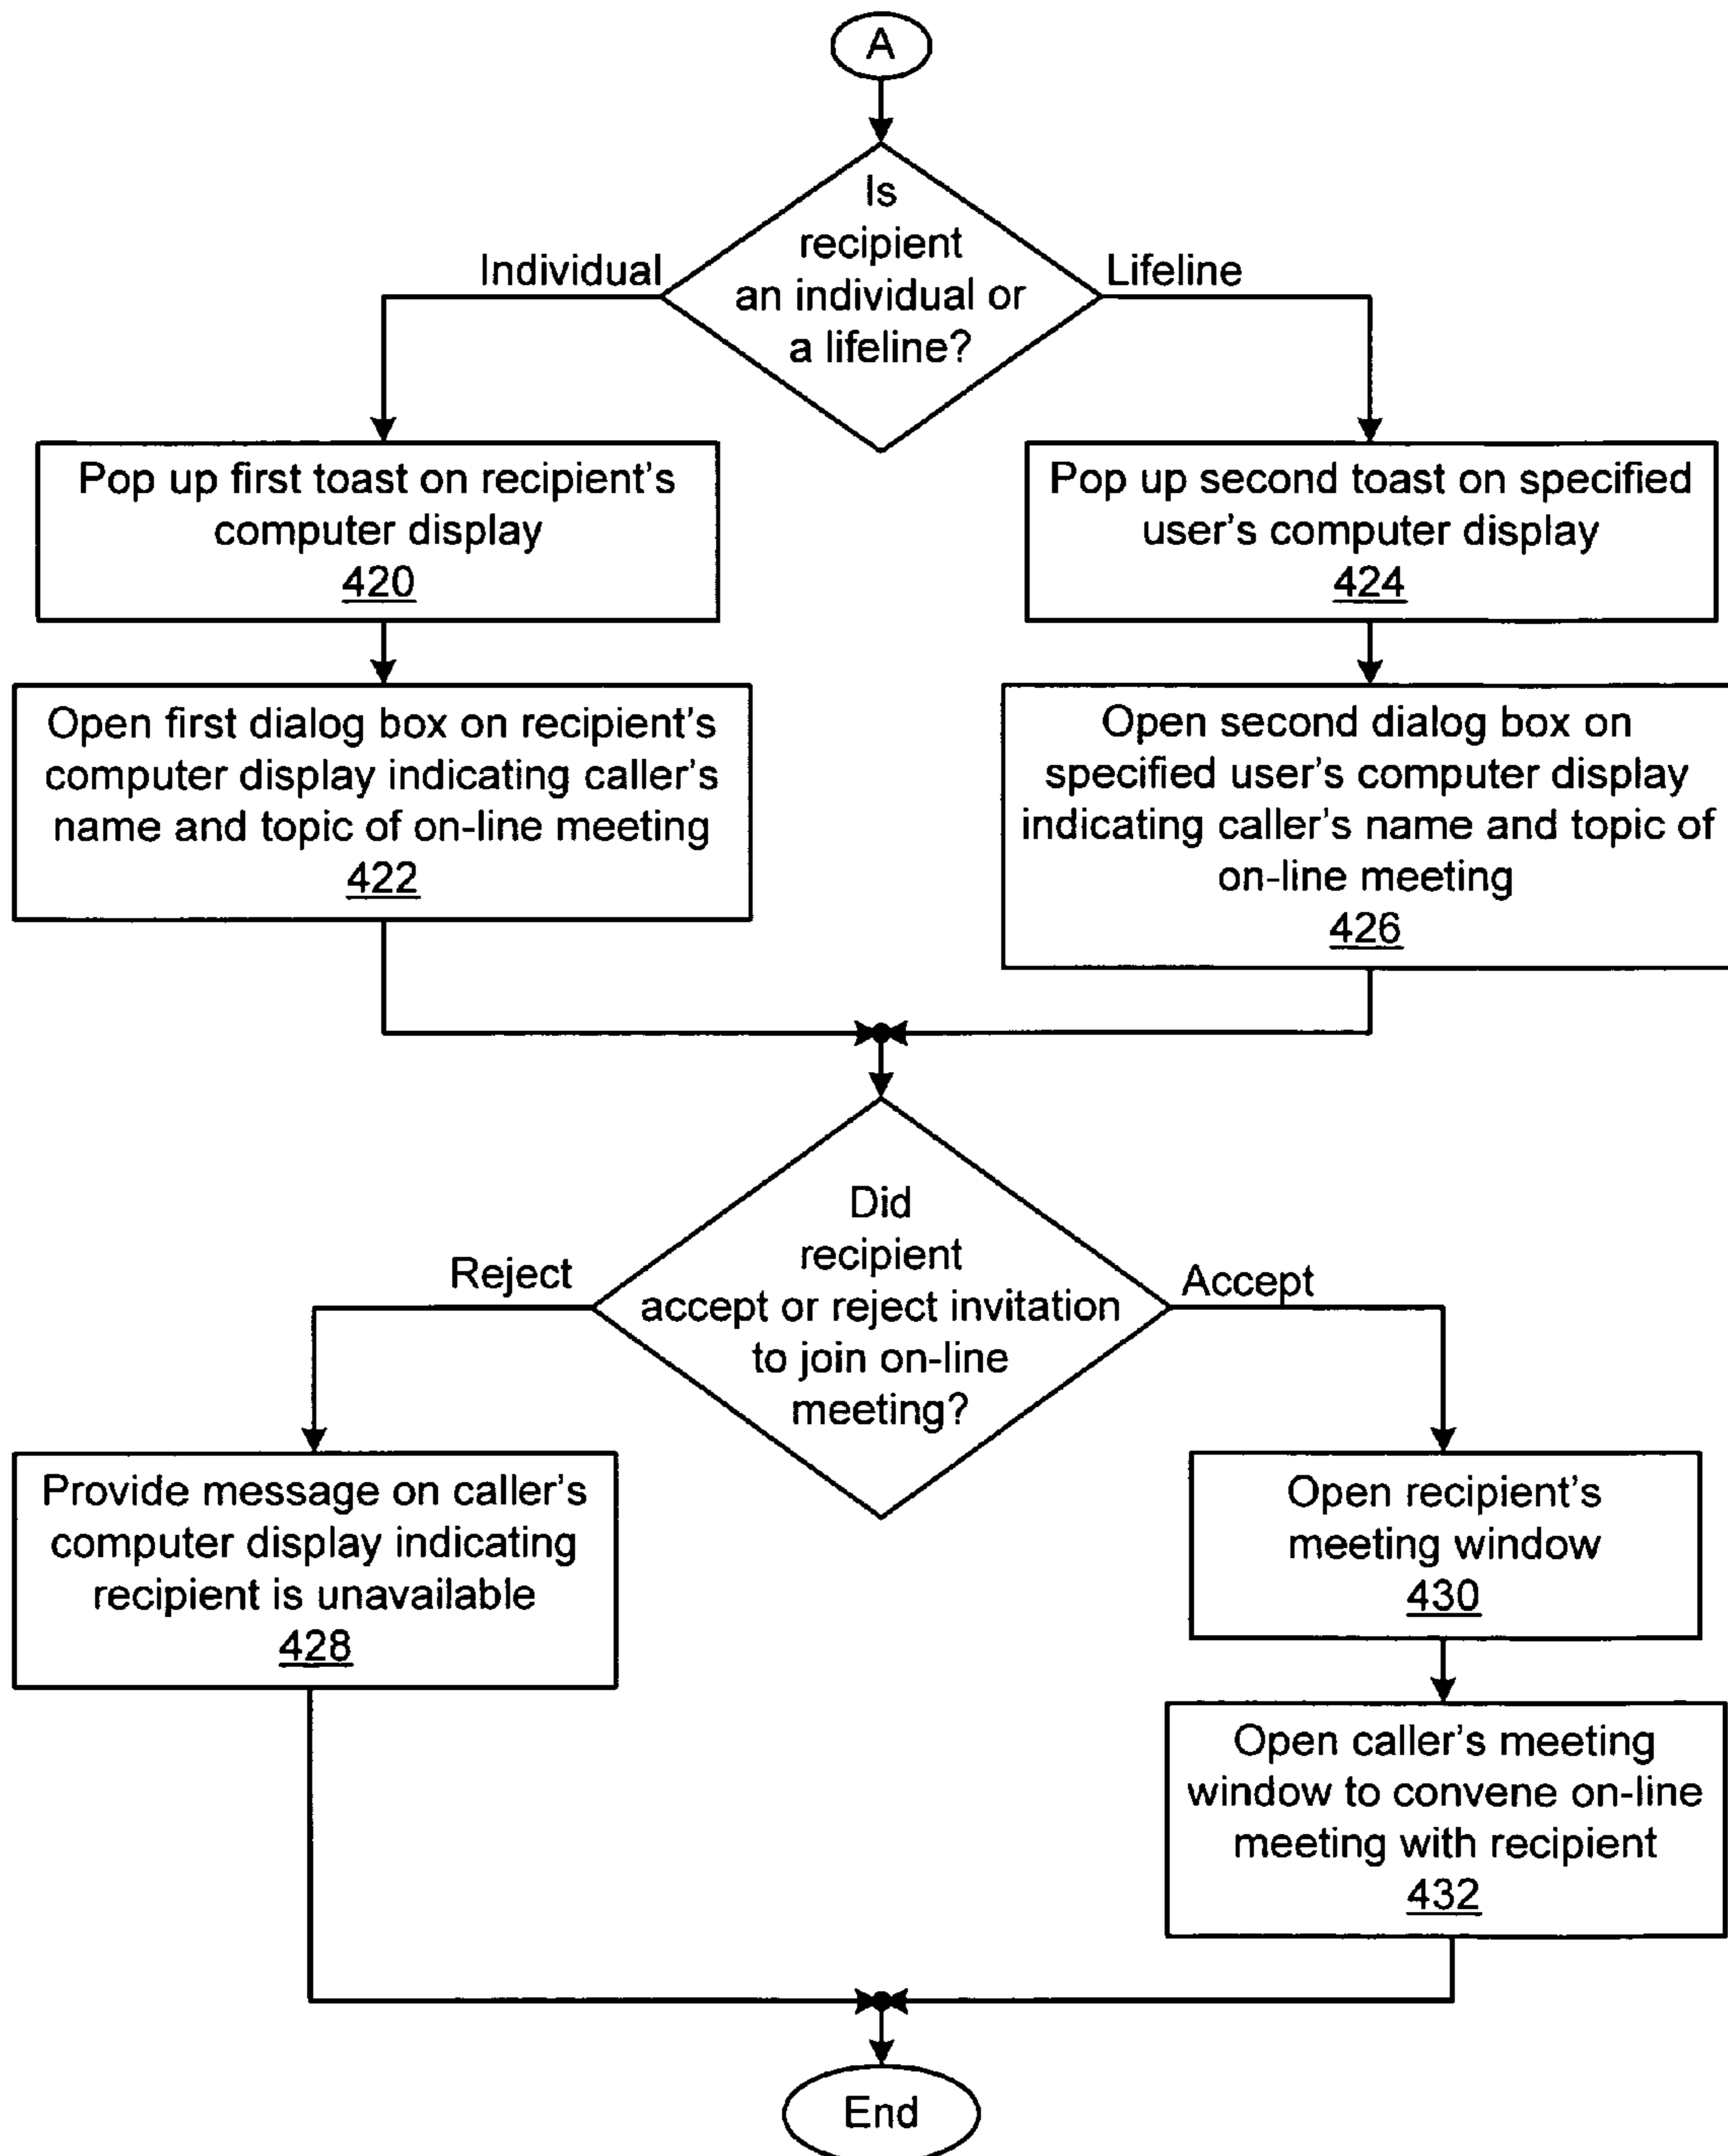 A
Is
recipient
an individual or
a lifeline?
Individual
Lifeline
Pop up first toast on recipient's
computer display
420
Pop up second toast on specified
user's computer display
424
Open first dialog box on recipient's
computer display indicating caller's
name and topic of on-line meeting
422
Open second dialog box on
specified user's computer display
indicating caller's name and topic of
on-line meeting
426
Did
recipient
accept or reject invitation
to join on-line
meeting?
Reject
Accept
Provide message on caller's
computer display indicating
recipient is unavailable
428
Open recipient's
meeting window
430
Open caller's meeting
window to convene on-line
meeting with recipient
432
End